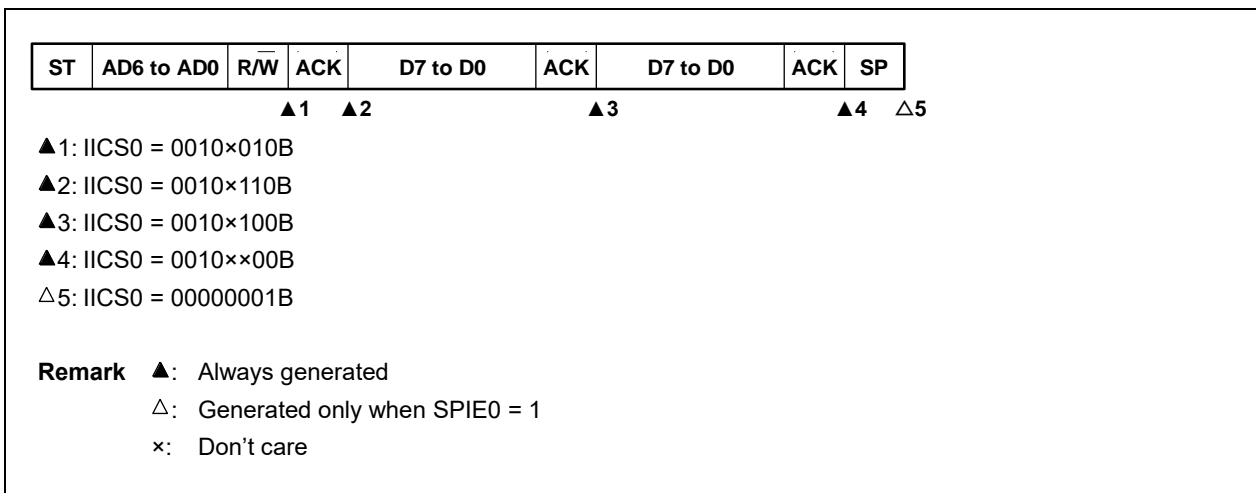 ST AD6 to AD0 R/W̅ ACK D7 to D0 ACK D7 to D0 ACK SP
▲1 ▲2 ▲3 ▲4 △5
▲1: IICS0 = 0010×010B
▲2: IICS0 = 0010×110B
▲3: IICS0 = 0010×100B
▲4: IICS0 = 0010××00B
△5: IICS0 = 00000001B
Remark ▲: Always generated
△: Generated only when SPIE0 = 1
×: Don’t care